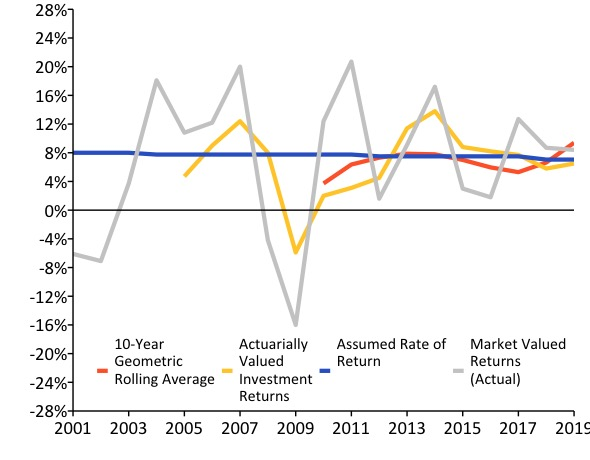 28%
24%
20%
16%
12%
8%
4%
0%
-4%
-8%
-12%
-16%
-20%
-24%
-28%
10-Year
Geometric
Rolling Average
Actuarially
Valued
Investment
Returns
Assumed Rate of
Return
Market Valued
Returns
(Actual)
2001 2003 2005 2007 2009 2011 2013 2015 2017 2019